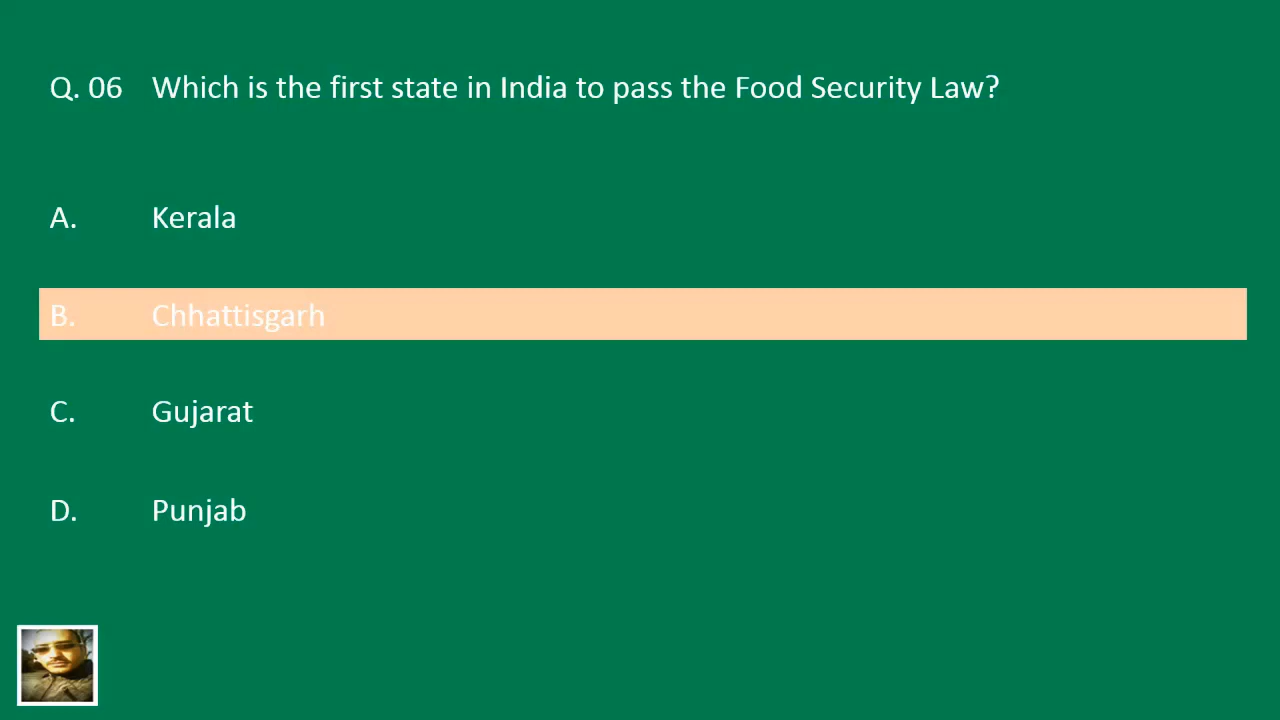 Q. 06 Which is the first state in India to pass the Food Security Law?
A. Kerala
B. Chhattisgarh
C. Gujarat
D. Punjab